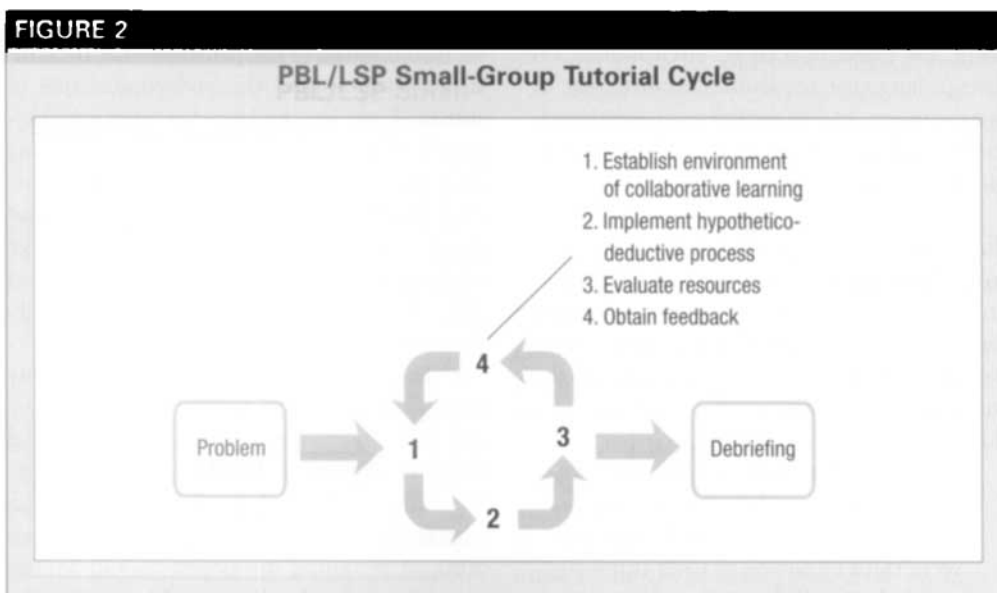 FIGURE 2
PBL/LSP Small-Group Tutorial Cycle
1. Establish environment
of collaborative learning
2. Implement hypothetico-
deductive process
3. Evaluate resources
4. Obtain feedback
4
Problem
1
3
Debriefing
2